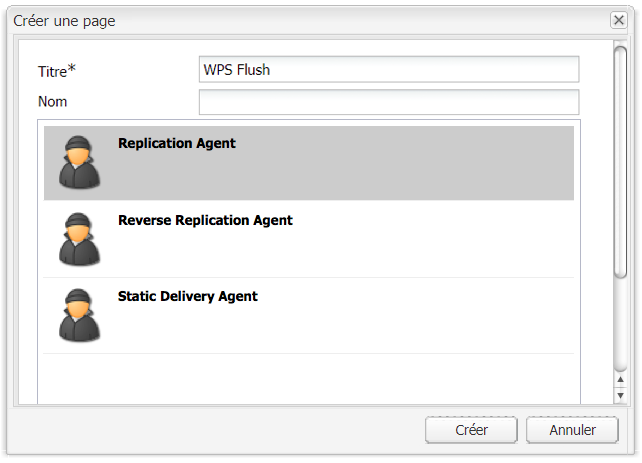 Créer une page
Titre*
WPS Flush
Nom
Replication Agent
Reverse Replication Agent
Static Delivery Agent
Créer
Annuler